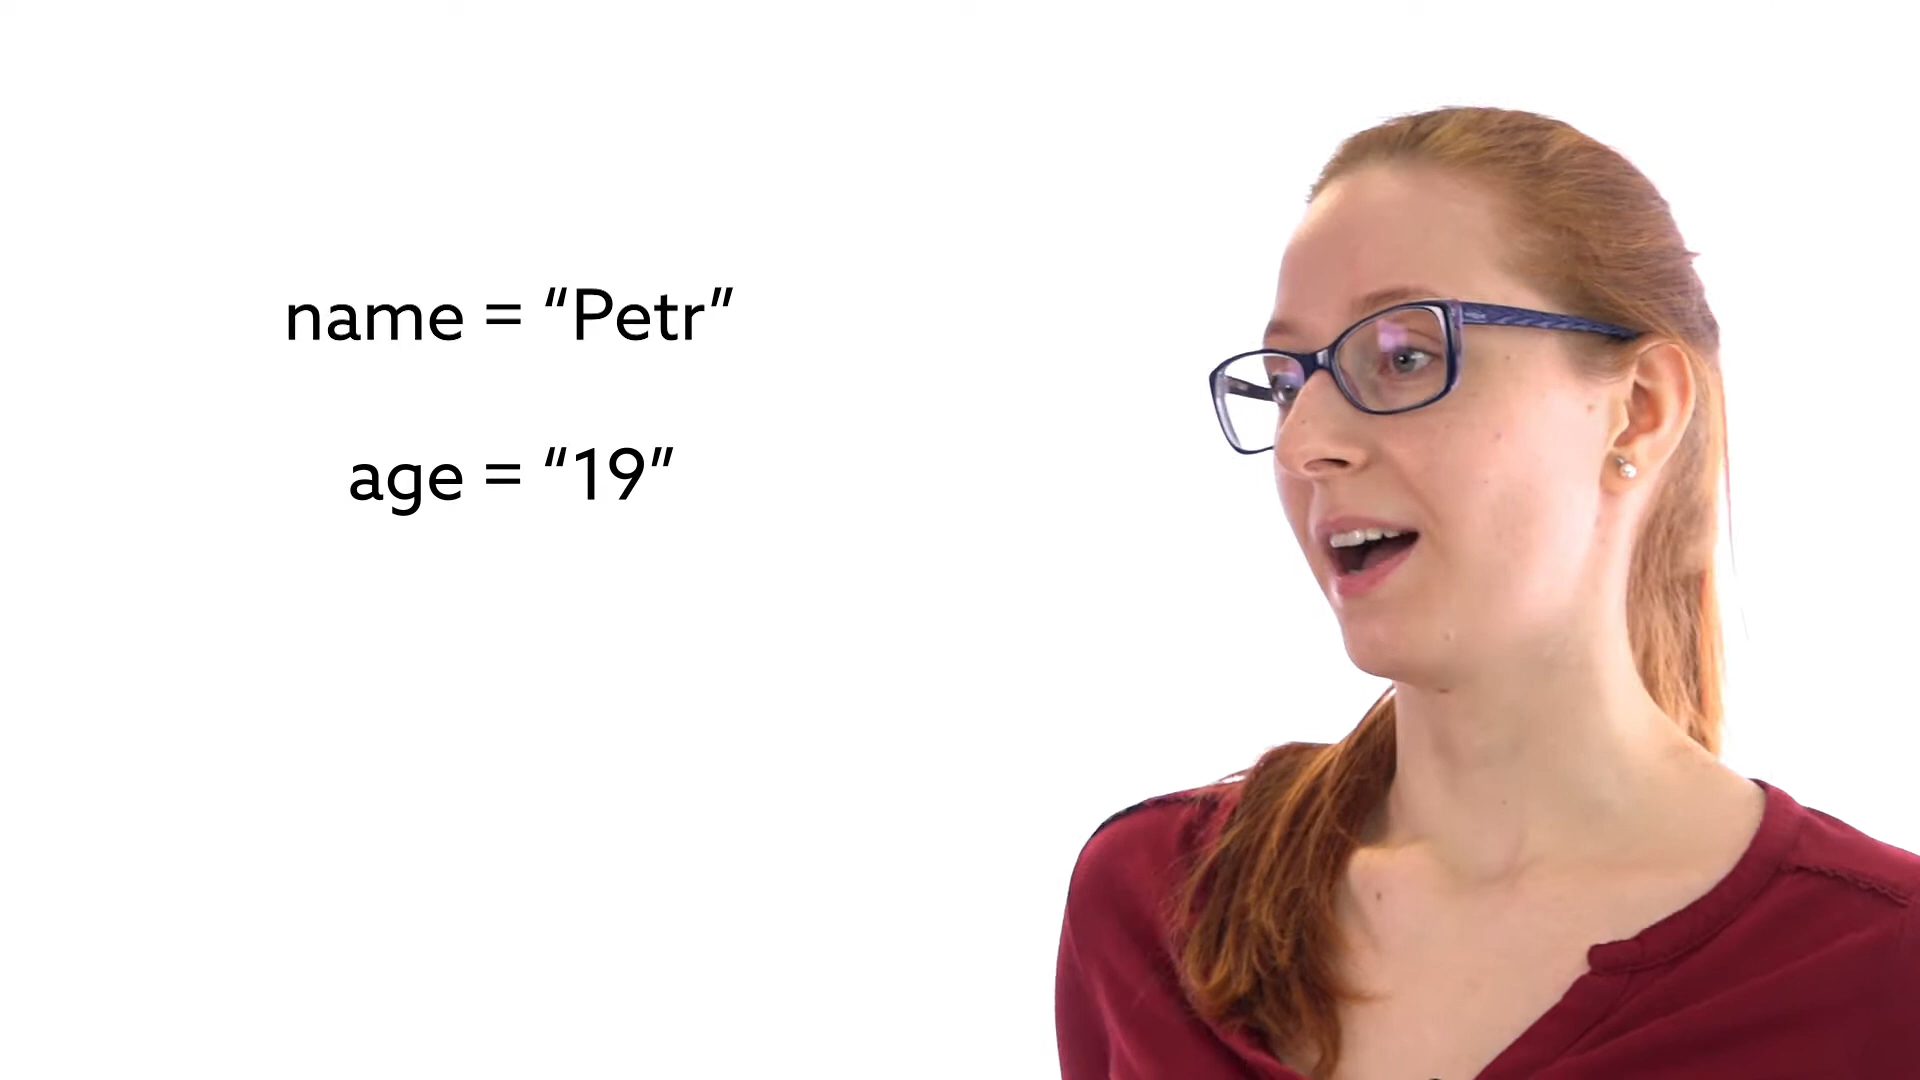 name = “Petr”
age = “19”